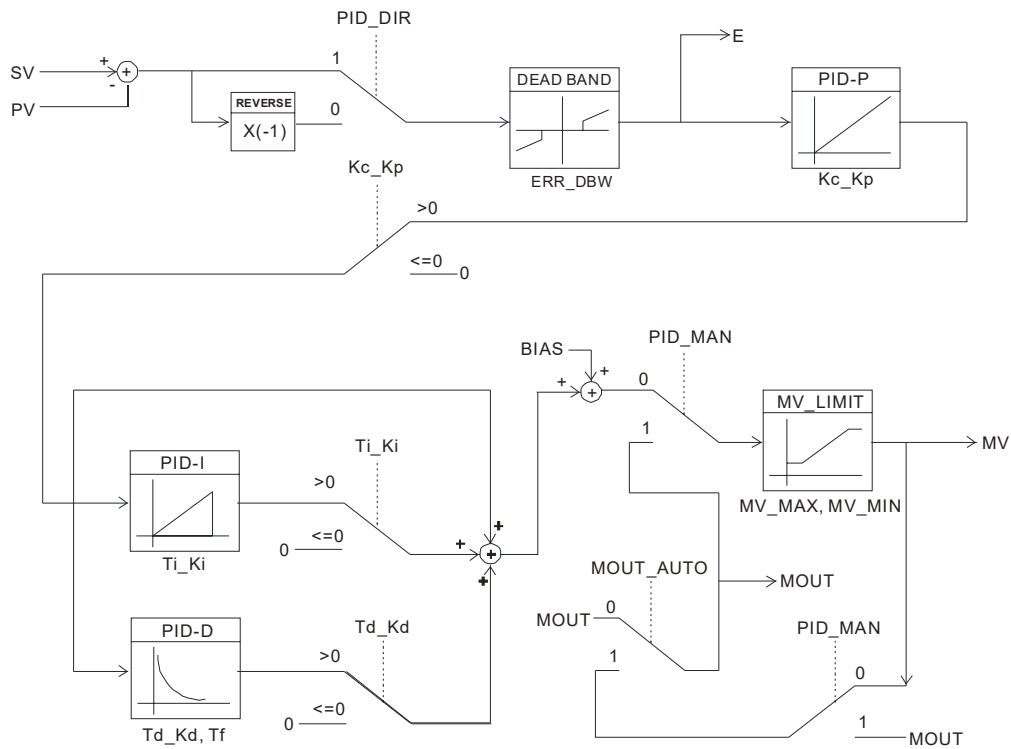 PID_DIR
SV
+
+
-
PV
1
REVERSE
X(-1)
0
DEAD BAND
ERR_DBW
E
PID-P
Kc_Kp
Kc_Kp
>0
<=0
0
BIAS
+
+
+
PID_MAN
0
1
MV_LIMIT
MV
MV_MAX, MV_MIN
PID-I
Ti_Ki
Ti_Ki
>0
0
<=0
+
+
+
+
MOUT_AUTO
MOUT
0
1
MOUT
PID-D
Td_Kd, Tf
Td_Kd
>0
0
<=0
PID_MAN
0
1
MOUT